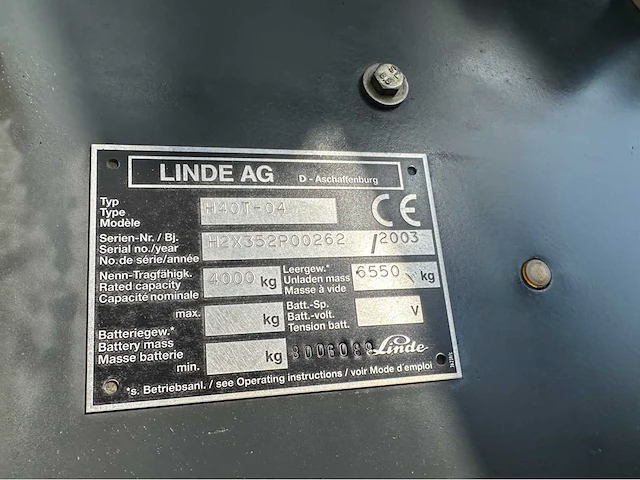 LINDE AG D - Aschaffenburg
Typ
Type
Modèle
H40T-04
CE
Serien-Nr. / Bj.
Serial no./year
No. de série/année
H2X352P00262 / 2003
Nenn-Tragfähigk.
Rated capacity
Capacité nominale
4000 kg
Leergew.*
Unladen mass
Masse à vide
6550 kg
max. kg
Batt.-Sp.
Batt.-volt.
Tension batt.
V
Batteriegew.*
Battery mass
Masse batterie
min. kg
Linde
*s. Betriebsanl. / see Operating instructions / voir Mode d'emploi
8.8